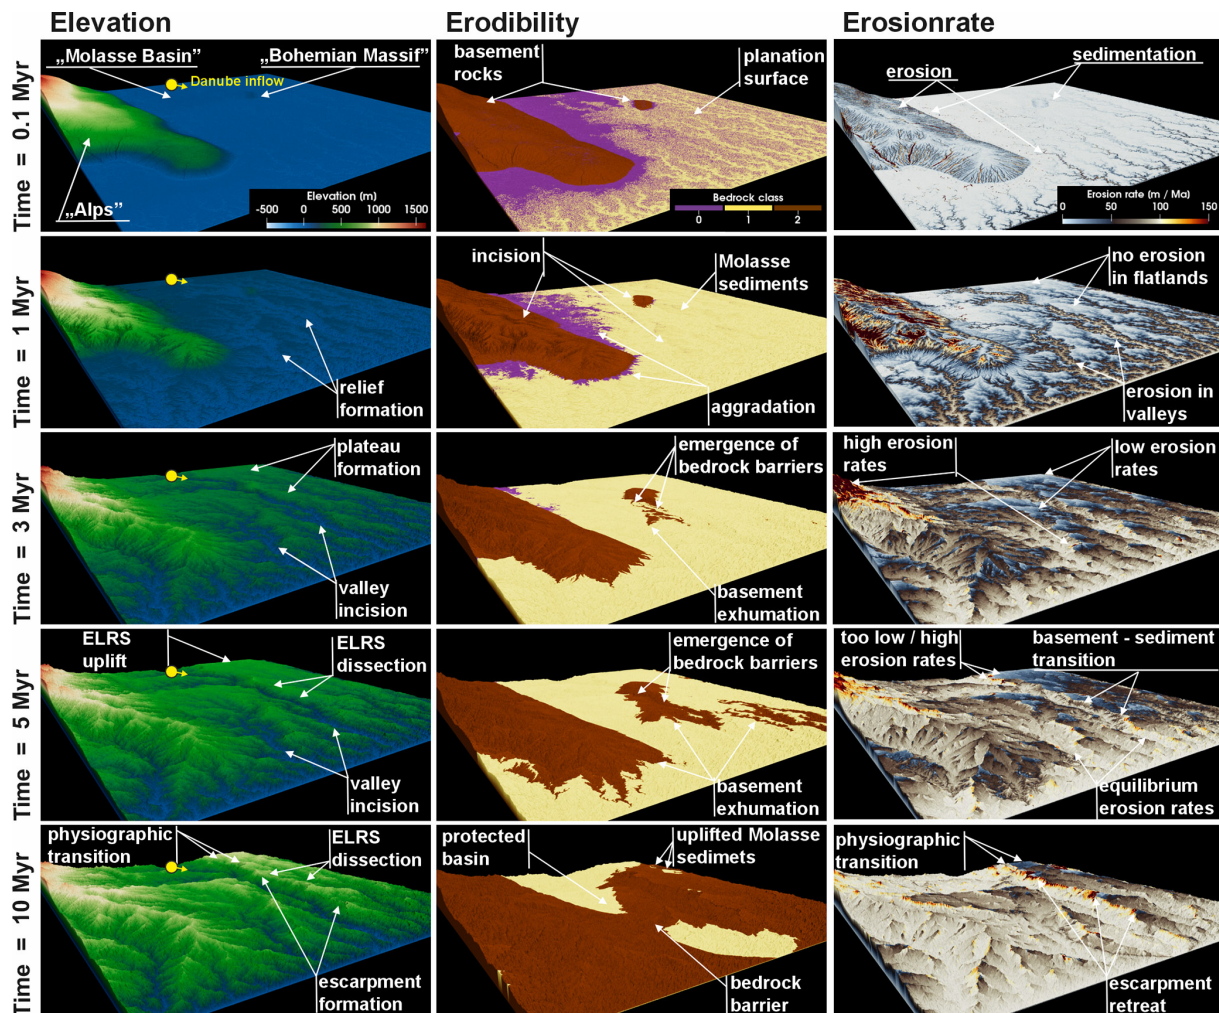 Elevation
Erodibility
Erosionrate
Time = 0.1 Myr
„Molasse Basin”
„Bohemian Massif”
Danube inflow
„Alps”
Elevation (m)
-500 0 500 1000 1500
basement
rocks
planation
surface
Bedrock class
0 1 2
erosion
sedimentation
Erosion rate (m / Ma)
0 50 100 150
Time = 1 Myr
relief
formation
incision
Molasse
sediments
aggradation
no erosion
in flatlands
erosion in
valleys
Time = 3 Myr
plateau
formation
valley
incision
emergence of
bedrock barriers
basement
exhumation
high erosion
rates
low erosion
rates
Time = 5 Myr
ELRS
uplift
ELRS
dissection
valley
incision
emergence of
bedrock barriers
basement
exhumation
too low / high
erosion rates
basement - sediment
transition
equilibrium
erosion rates
Time = 10 Myr
physiographic
transition
ELRS
dissection
escarpment
formation
protected
basin
uplifted Molasse
sedimets
bedrock
barrier
physiographic
transition
escarpment
retreat